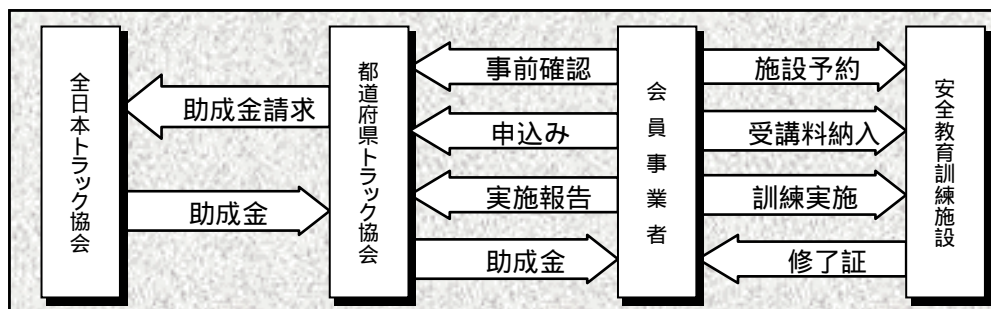 全日本トラック協会
助成金請求
助成金
都道府県トラック協会
事前確認
申込み
実施報告
助成金
会員事業者
施設予約
受講料納入
訓練実施
修了証
安全教育訓練施設